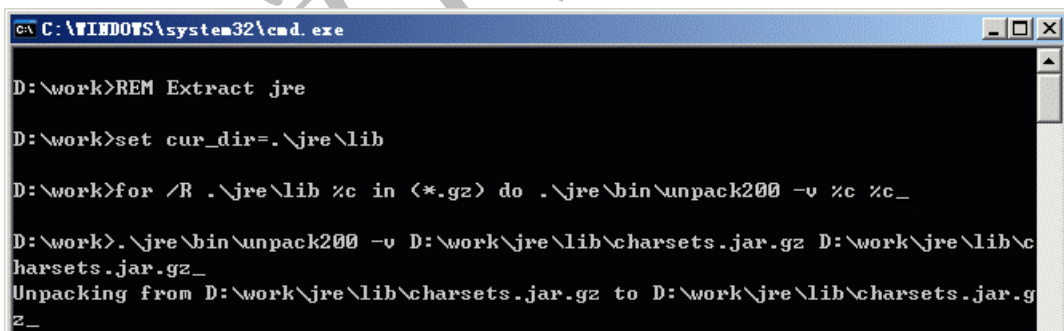 C:\WINDOWS\system32\cmd.exe
D:\work>REM Extract jre
D:\work>set cur_dir=.\jre\lib
D:\work>for /R .\jre\lib %c in (*.gz) do .\jre\bin\unpack200 -v %c %c_
D:\work>.\jre\bin\unpack200 -v D:\work\jre\lib\charsets.jar.gz D:\work\jre\lib\c
harsets.jar.gz_
Unpacking from D:\work\jre\lib\charsets.jar.gz to D:\work\jre\lib\charsets.jar.g
z_